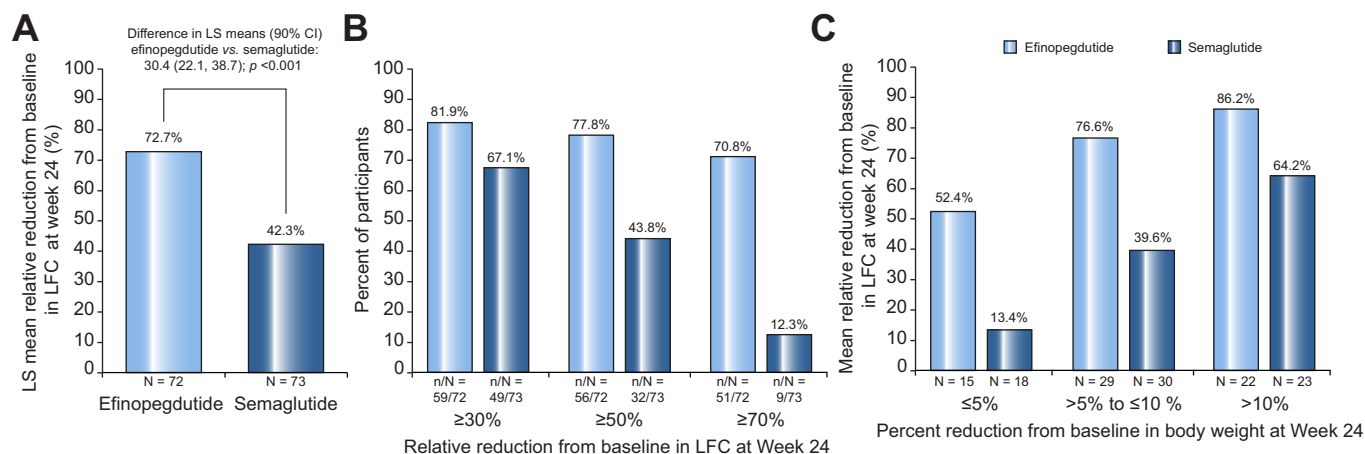 A
Difference in LS means (90% CI)
efinopegdutide vs. semaglutide:
30.4 (22.1, 38.7); p <0.001
LS mean relative reduction from baseline
in LFC at week 24 (%)
100
90
80
70
60
50
40
30
20
10
0
72.7%
42.3%
N = 72
N = 73
Efinopegdutide
Semaglutide
B
Percent of participants
100
90
80
70
60
50
40
30
20
10
0
81.9%
67.1%
77.8%
43.8%
70.8%
12.3%
n/N =
59/72
n/N =
49/73
n/N =
56/72
n/N =
32/73
n/N =
51/72
n/N =
9/73
≥30%
≥50%
≥70%
Relative reduction from baseline in LFC at Week 24
C
Efinopegdutide
Semaglutide
Mean relative reduction from baseline
in LFC at week 24 (%)
100
90
80
70
60
50
40
30
20
10
0
52.4%
13.4%
76.6%
39.6%
86.2%
64.2%
N = 15
N = 18
N = 29
N = 30
N = 22
N = 23
≤5%
>5% to ≤10 %
>10%
Percent reduction from baseline in body weight at Week 24